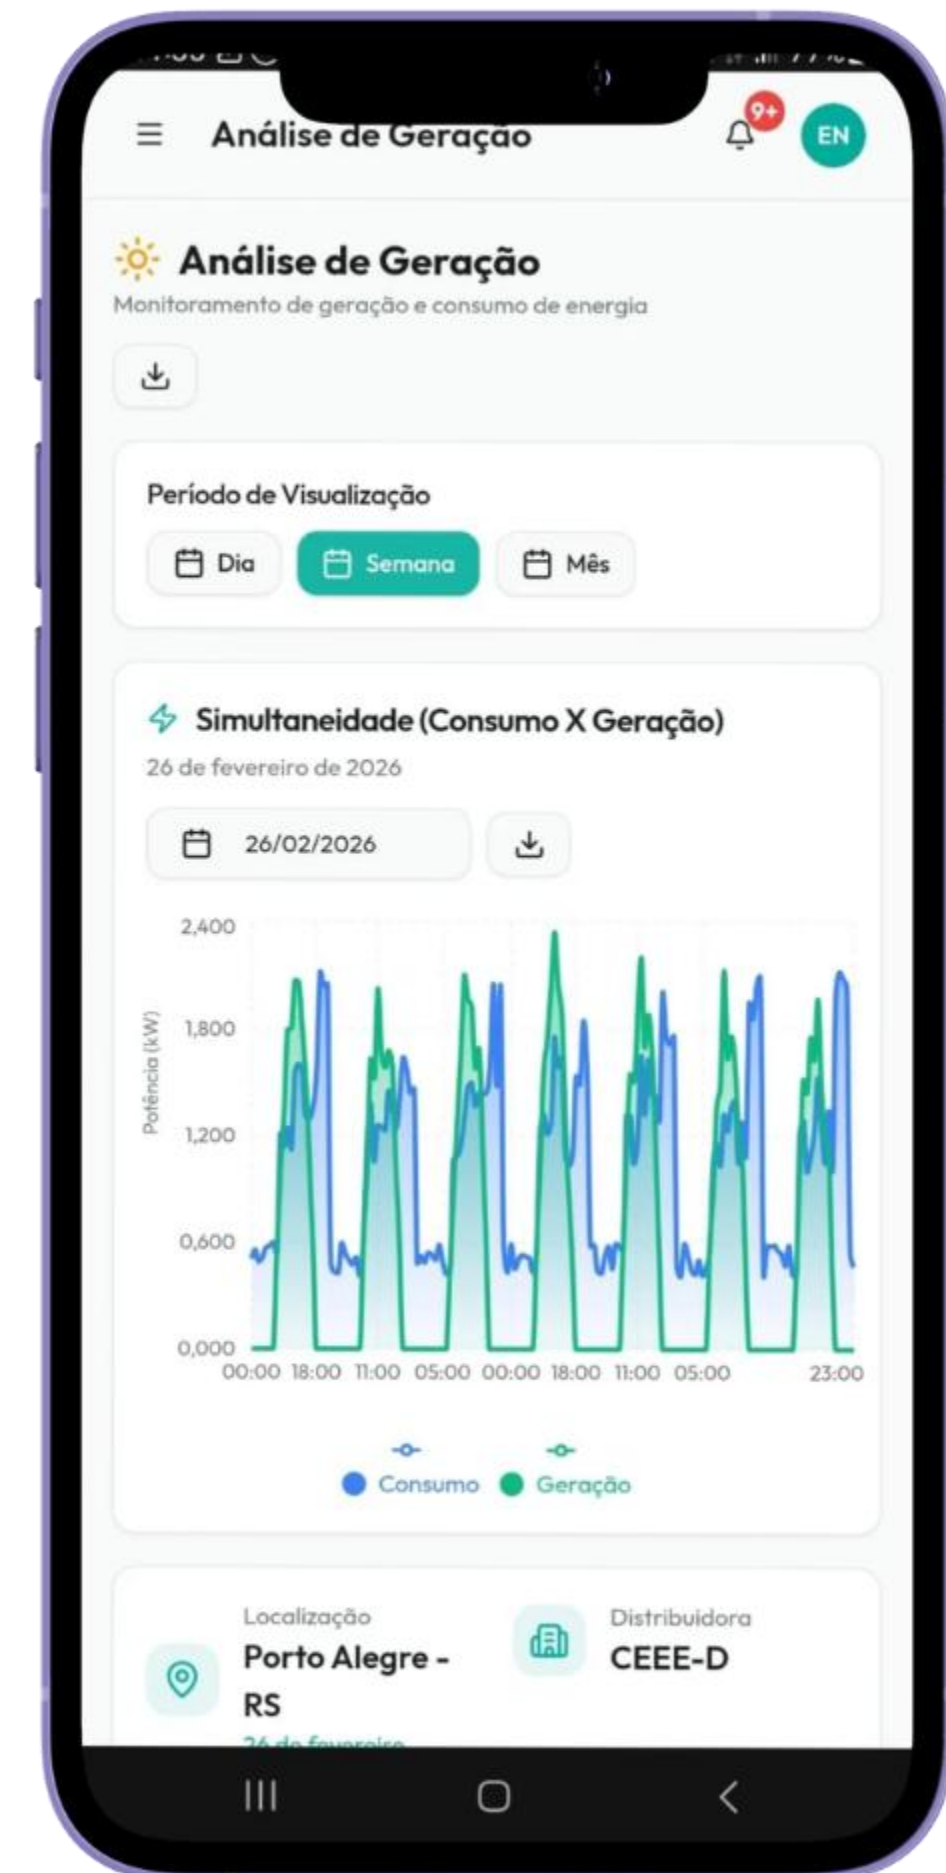 Análise de Geração
9+
EN
Análise de Geração
Monitoramento de geração e consumo de energia
Período de Visualização
Dia
Semana
Mês
Simultaneidade (Consumo X Geração)
26 de fevereiro de 2026
26/02/2026
Potência (kW)
2,400
1,800
1,200
0,600
0,000
00:00 18:00 11:00 05:00 00:00 18:00 11:00 05:00 23:00
Consumo Geração
Localização
Porto Alegre -
RS
26 de fevereiro
Distribuidora
CEEE-D